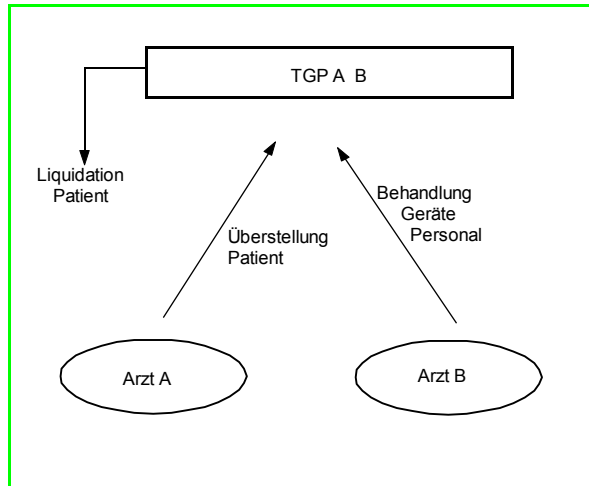 TGP A B
Liquidation
Patient
Behandlung
Geräte
Personal
Überstellung
Patient
Arzt A
Arzt B